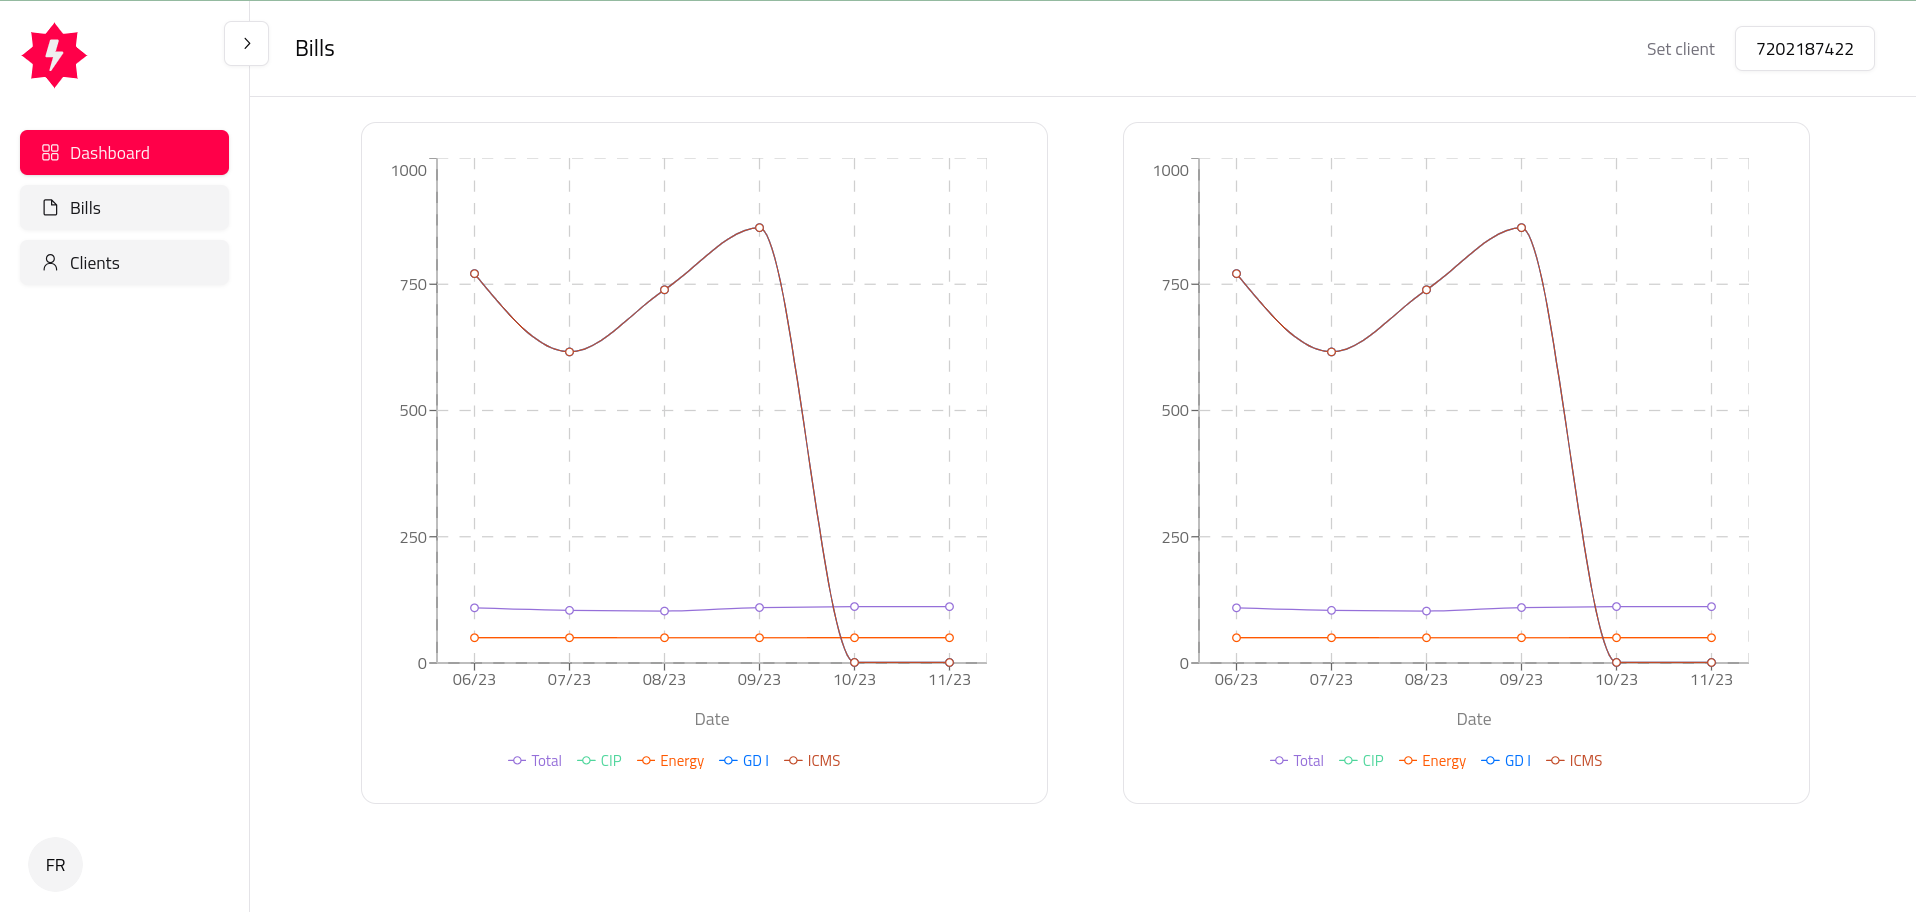 Bills
Set client
7202187422
Dashboard
Bills
Clients
FR
1000
750
500
250
0
06/23 07/23 08/23 09/23 10/23 11/23
Date
Total CIP Energy GD I ICMS
1000
750
500
250
0
06/23 07/23 08/23 09/23 10/23 11/23
Date
Total CIP Energy GD I ICMS